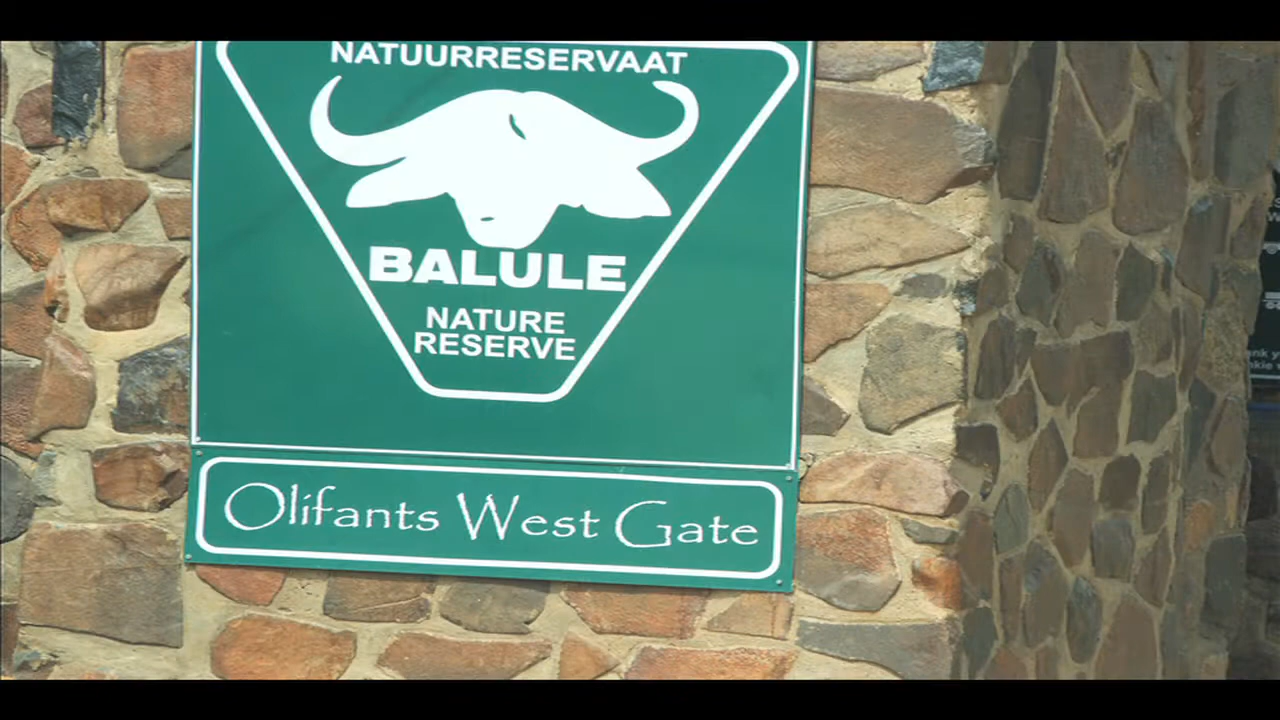 NATUURRESERVAAT
BALULE
NATURE
RESERVE
Olifants West Gate